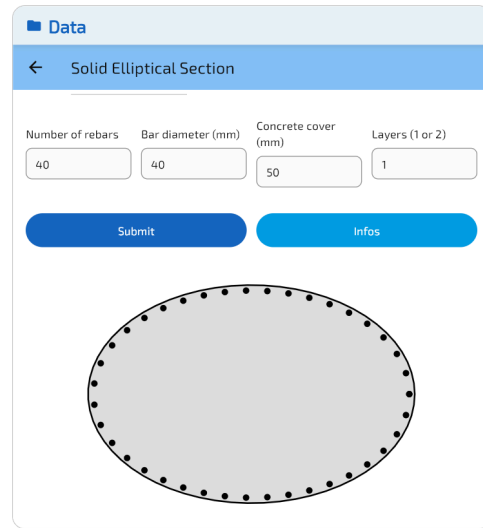 Data
Solid Elliptical Section
Number of rebars
Bar diameter (mm)
Concrete cover
(mm)
Layers (1 or 2)
40
40
50
1
Submit
Infos